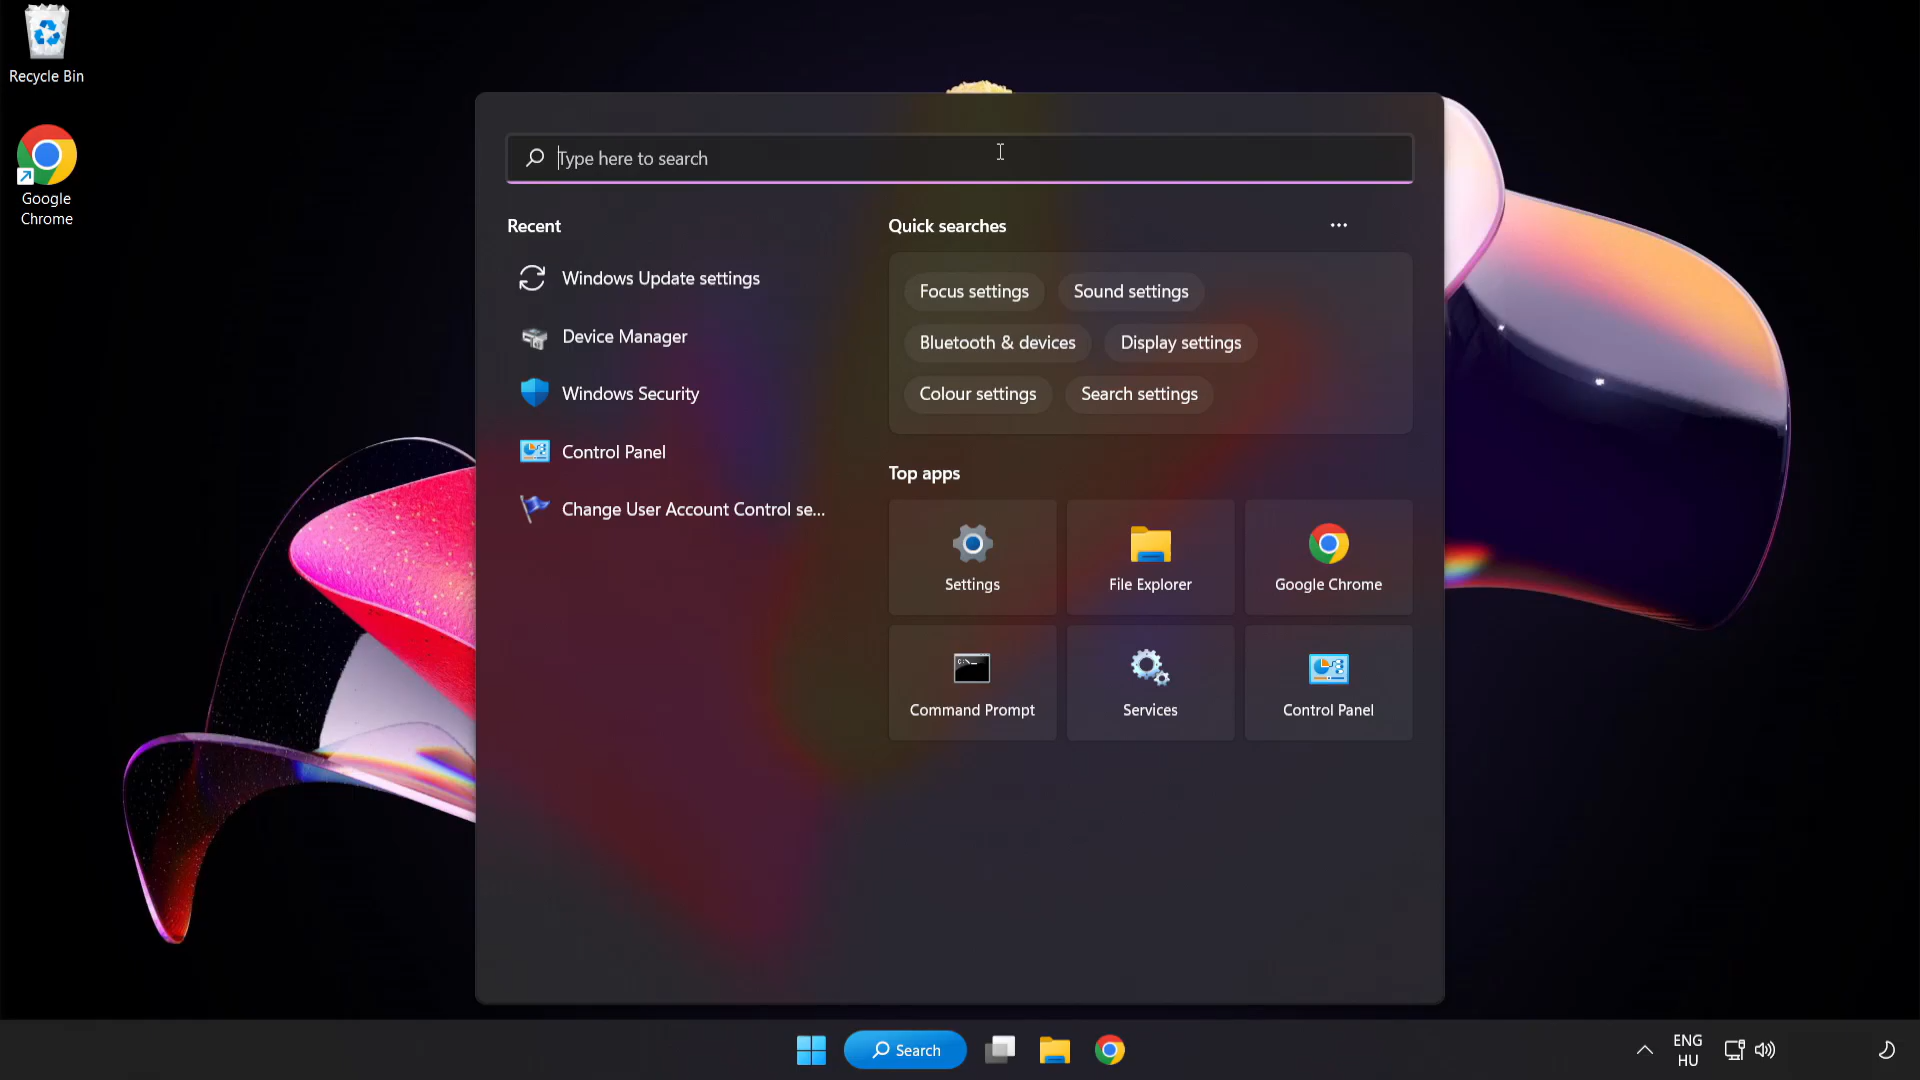 Recycle Bin
Google
Chrome
Type here to search
Recent
Windows Update settings
Device Manager
Windows Security
Control Panel
Change User Account Control se...
Quick searches
Focus settings
Sound settings
Bluetooth & devices
Display settings
Colour settings
Search settings
Top apps
Settings
File Explorer
Google Chrome
Command Prompt
Services
Control Panel
Search
ENG
HU